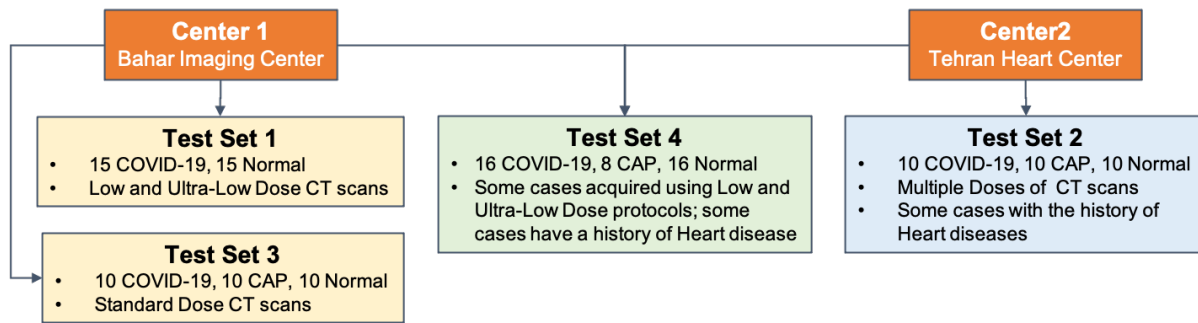 Center 1
Bahar Imaging Center
Center2
Tehran Heart Center
Test Set 1
• 15 COVID-19, 15 Normal
• Low and Ultra-Low Dose CT scans
Test Set 4
• 16 COVID-19, 8 CAP, 16 Normal
• Some cases acquired using Low and
Ultra-Low Dose protocols; some
cases have a history of Heart disease
Test Set 2
• 10 COVID-19, 10 CAP, 10 Normal
• Multiple Doses of CT scans
• Some cases with the history of
Heart diseases
Test Set 3
• 10 COVID-19, 10 CAP, 10 Normal
• Standard Dose CT scans